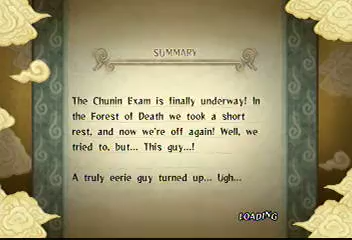 SUMMARY
The Chunin Exam is finally underway! In
the Forest of Death we took a short
rest, and now we're off again! Well, we
tried to, but... This guy...!
A truly eerie guy turned up... Ugh...
LOADING